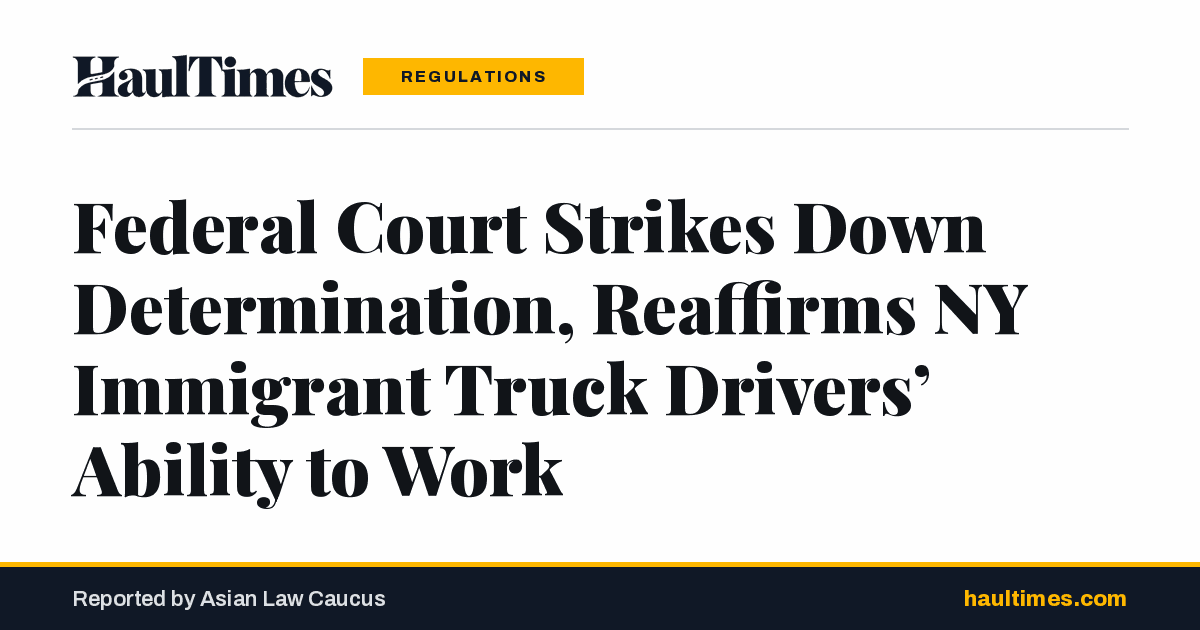 HaulTimes
REGULATIONS
Federal Court Strikes Down
Determination, Reaffirms NY
Immigrant Truck Drivers’
Ability to Work
Reported by Asian Law Caucus
haultimes.com